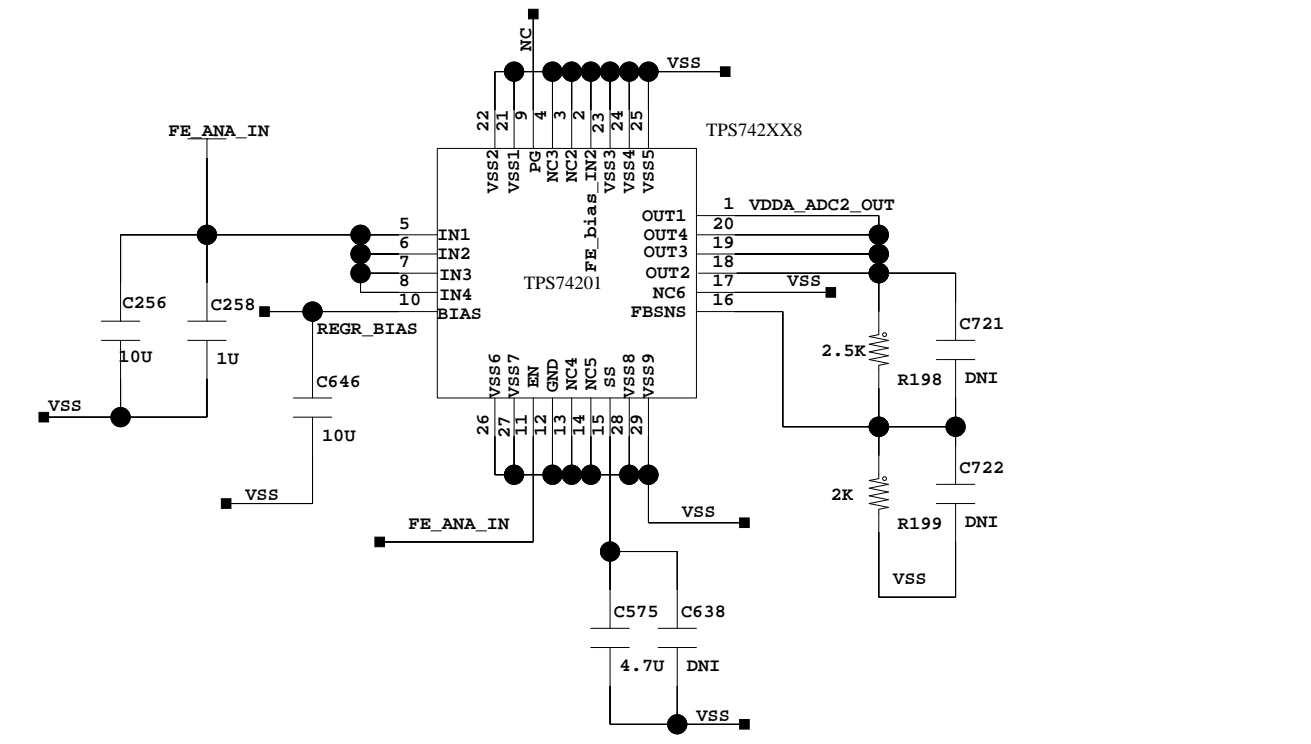 NC
VSS
22
21
9
4
3
2
23
24
25
TPS742XX8
FE_ANA_IN
VSS2
VSS1
PG
NC3
NC2
FE_bias_IN2
VSS3
VSS4
VSS5
5
IN1
6
IN2
7
IN3
8
IN4
10
BIAS
REGR_BIAS
TPS74201
OUT1
1
VDDA_ADC2_OUT
OUT4
20
OUT3
19
OUT2
18
NC6
17
VSS
FBSNS
16
C256
10U
C258
1U
VSS
C646
10U
VSS
VSS6
VSS7
EN
GND
NC4
NC5
SS
VSS8
VSS9
26
27
11
12
13
14
15
28
29
FE_ANA_IN
VSS
C721
DNI
2.5K
R198
C722
DNI
2K
R199
VSS
C575
4.7U
C638
DNI
VSS